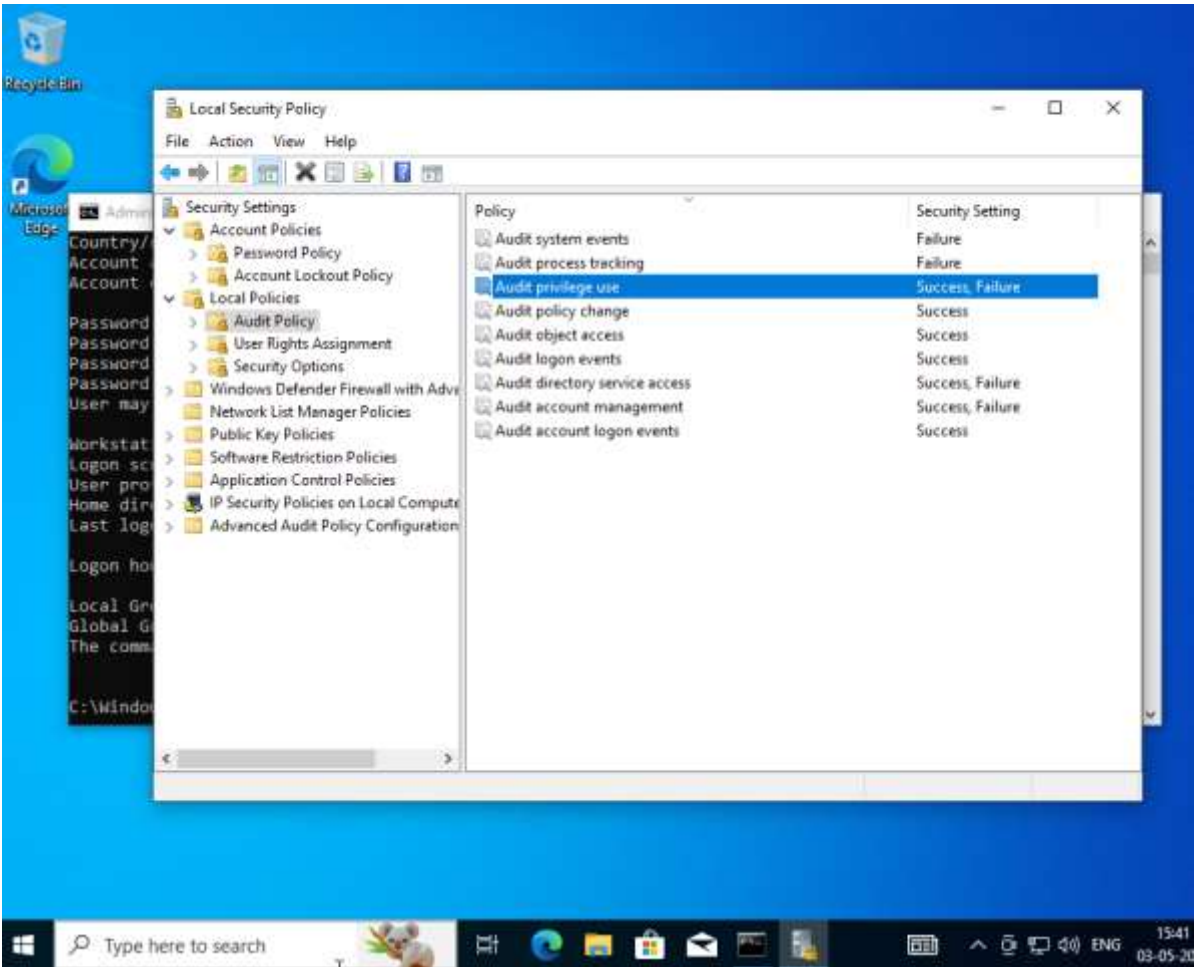 Recycle Bin
Microsoft
Edge
Local Security Policy
File Action View Help
Security Settings
Account Policies
Password Policy
Account Lockout Policy
Local Policies
Audit Policy
User Rights Assignment
Security Options
Windows Defender Firewall with Adv
Network List Manager Policies
Public Key Policies
Software Restriction Policies
Application Control Policies
IP Security Policies on Local Compute
Advanced Audit Policy Configuration
Policy Security Setting
Audit system events Failure
Audit process tracking Failure
Audit privilege use Success, Failure
Audit policy change Success
Audit object access Success
Audit logon events Success
Audit directory service access Success, Failure
Audit account management Success, Failure
Audit account logon events Success
Admin
Country/
Account
Account
Password
Password
Password
Password
User may
Workstat
Logon sc
User pro
Home dir
Last log
Logon ho
Local Gr
Global G
The comm
C:\Windo
Type here to search
ENG
15:41
03-05-20